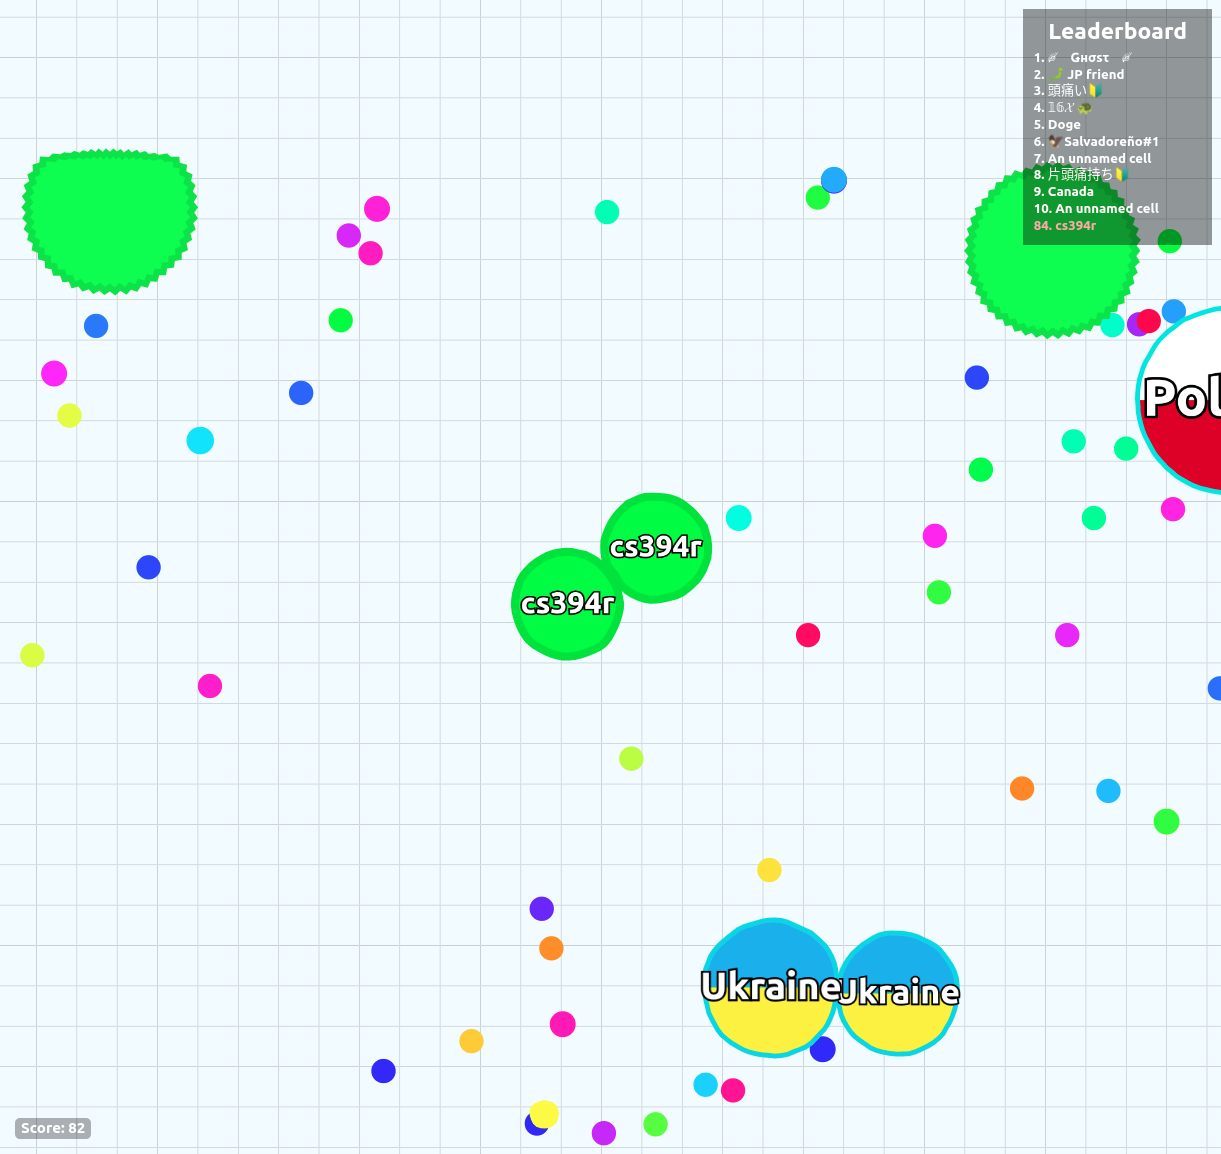 Leaderboard
1. Gʜσsτ
2. JP friend
3. 頭痛い🔰
4. 𝟙𝟞𝓧 🐢
5. Doge
6. 🦅Salvadoreño#1
7. An unnamed cell
8. 片頭痛持ち🔰
9. Canada
10. An unnamed cell
84. cs394r
Pol
cs394r
cs394r
Ukraine
Ukraine
Score: 82